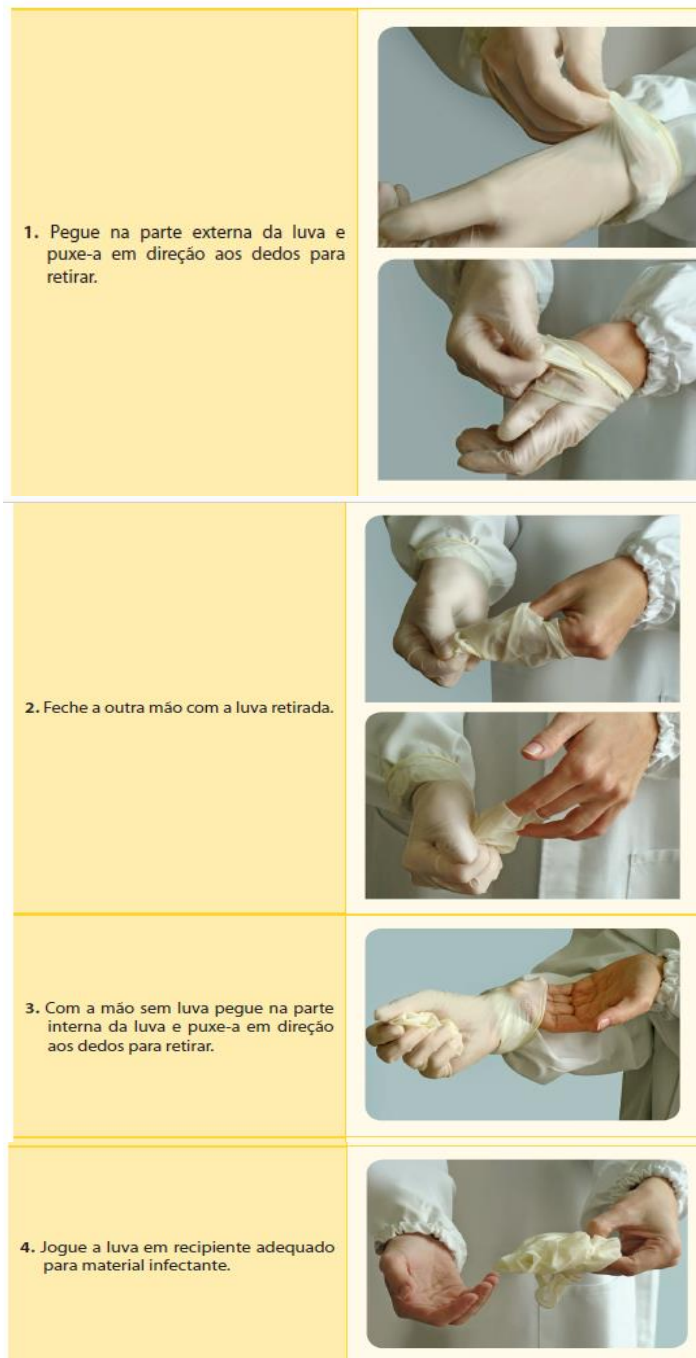 1. Pegue na parte externa da luva e
puxe-a em direção aos dedos para
retirar.
2. Feche a outra mão com a luva retirada.
3. Com a mão sem luva pegue na parte
interna da luva e puxe-a em direção
aos dedos para retirar.
4. Jogue a luva em recipiente adequado
para material infectante.